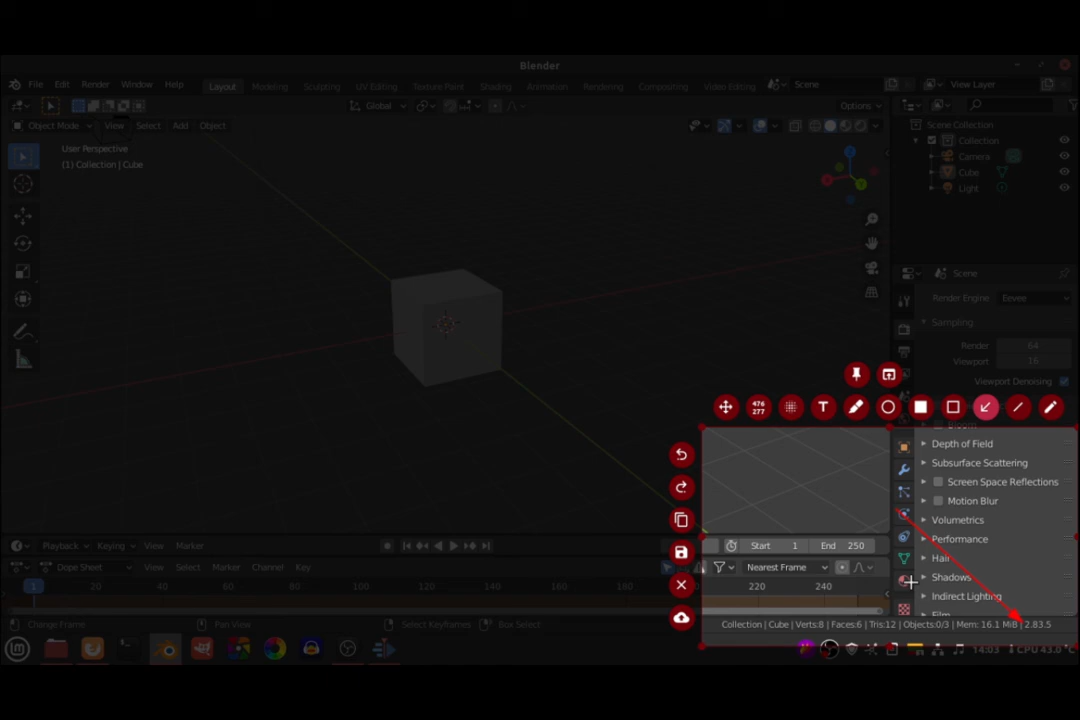 Blender
File Edit Render Window Help Layout Modeling Sculpting UV Editing Texture Paint Shading Animation Rendering Compositing Video Editing Scene View Layer
Global Options
Object Mode View Select Add Object
User Perspective
(1) Collection | Cube
Scene Collection
Collection
Camera
Cube
Light
Scene
Render Engine Eevee
Sampling
Render 64
Viewport 16
Viewport Denoising
476
277
T
Bloom
Depth of Field
Subsurface Scattering
Screen Space Reflections
Motion Blur
Volumetrics
Performance
Hair
Shadows
Indirect Lighting
Film
Playback Keying View Marker Start 1 End 250
Dope Sheet View Select Marker Channel Key Nearest Frame
1 20 40 60 80 100 120 140 160 180 220 240
Change Frame Pan View Select Keyframes Box Select Collection | Cube | Verts:8 | Faces:6 | Tris:12 | Objects:0/3 | Mem: 16.1 MiB | 2.83.5
14:03 CPU 43.0 °C